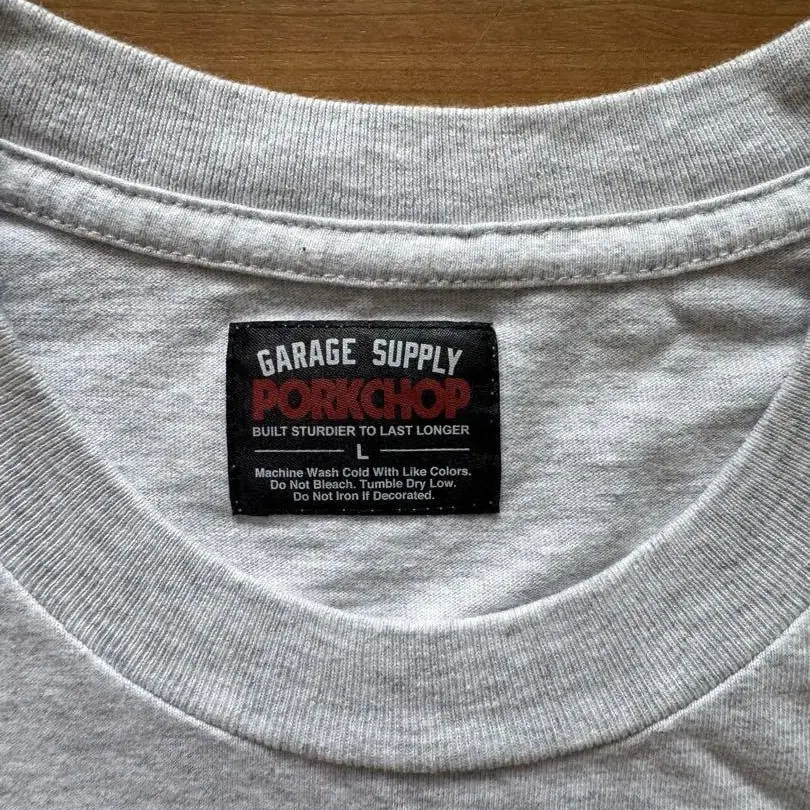 GARAGE SUPPLY
PORKCHOP
BUILT STURDIER TO LAST LONGER
L
Machine Wash Cold With Like Colors.
Do Not Bleach. Tumble Dry Low.
Do Not Iron If Decorated.